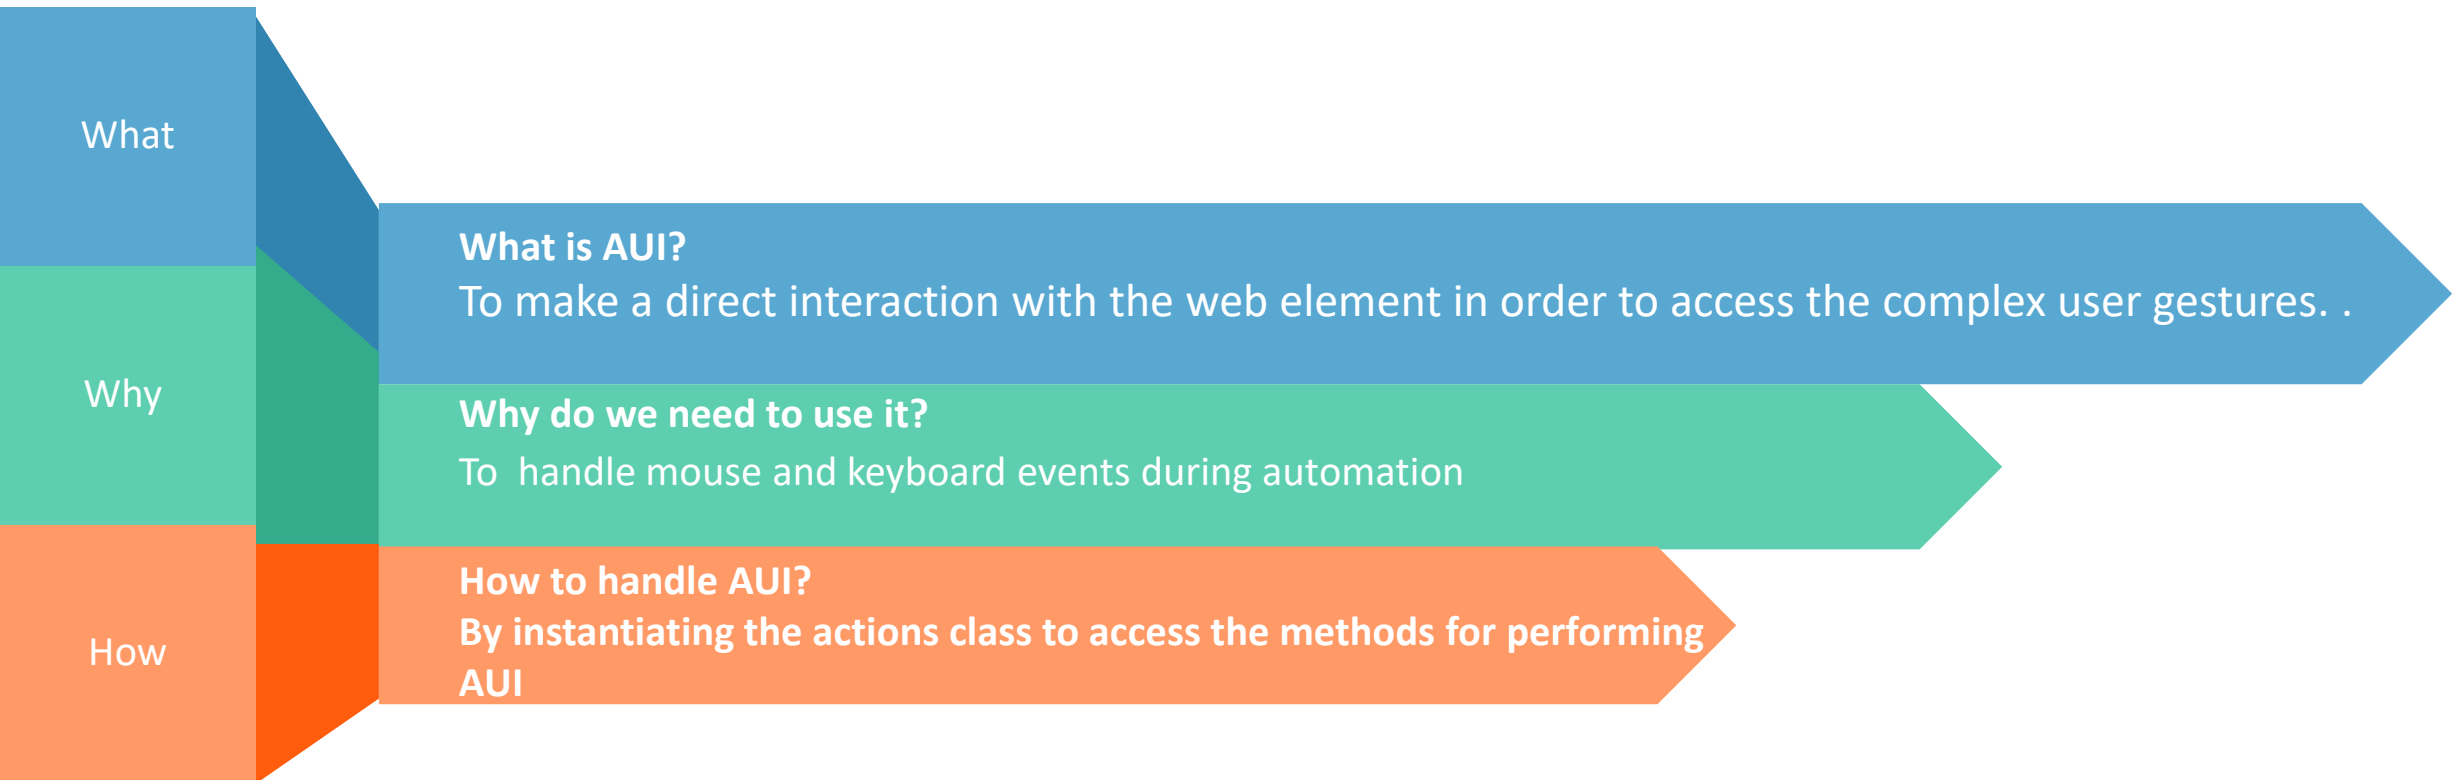 What
What is AUI?
To make a direct interaction with the web element in order to access the complex user gestures. .
Why
Why do we need to use it?
To  handle mouse and keyboard events during automation
How
How to handle AUI?
By instantiating the actions class to access the methods for performing
AUI